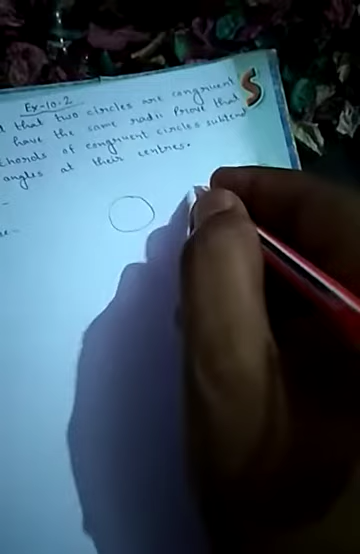 Ex-10.2
that two circles are congruent
have the same radii Prove that
chords of congruent circles subtend
angles at their centres.